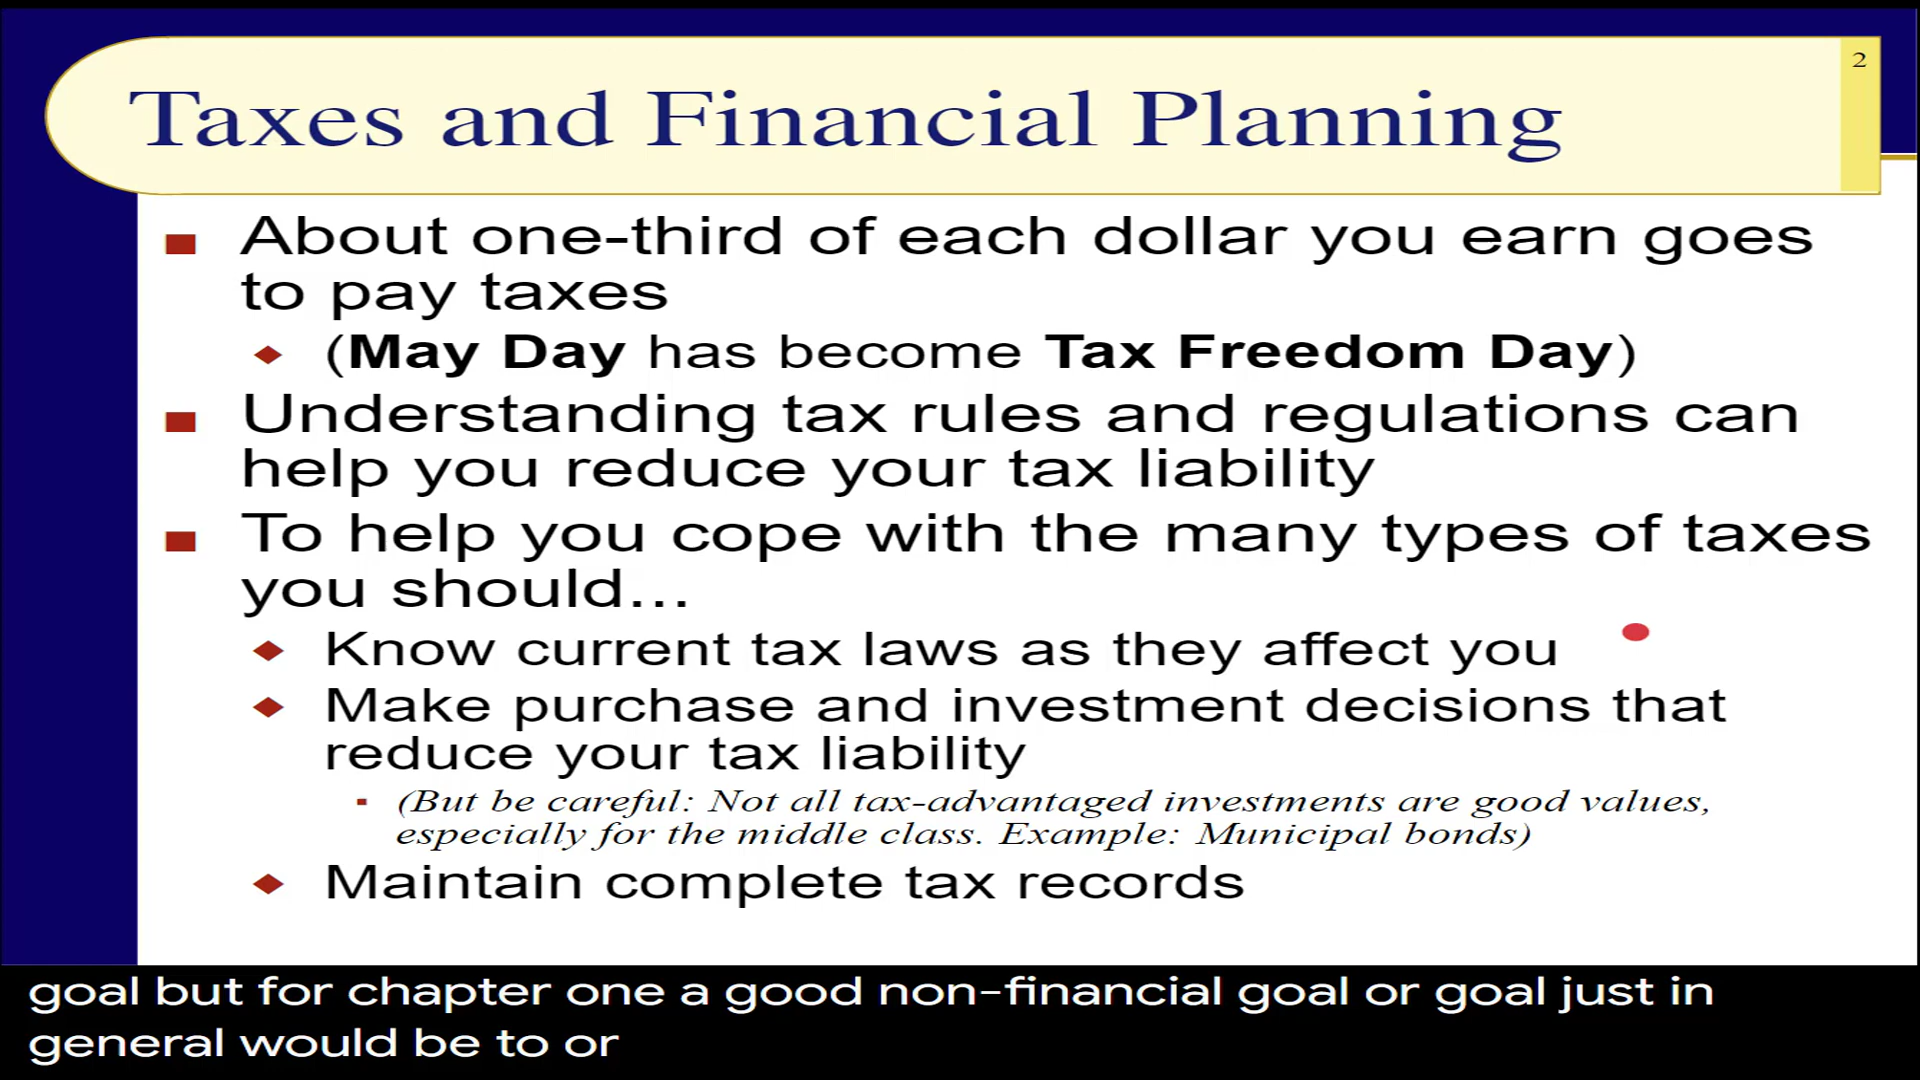 2
Taxes and Financial Planning
About one-third of each dollar you earn goes
to pay taxes
(May Day has become Tax Freedom Day)
Understanding tax rules and regulations can
help you reduce your tax liability
To help you cope with the many types of taxes
you should...
Know current tax laws as they affect you
Make purchase and investment decisions that
reduce your tax liability
(But be careful: Not all tax-advantaged investments are good values,
especially for the middle class. Example: Municipal bonds)
Maintain complete tax records
goal but for chapter one a good non-financial goal or goal just in
general would be to or